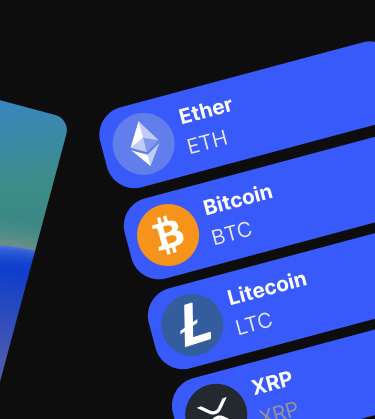 Ether
ETH
Bitcoin
BTC
Litecoin
LTC
XRP
XRP